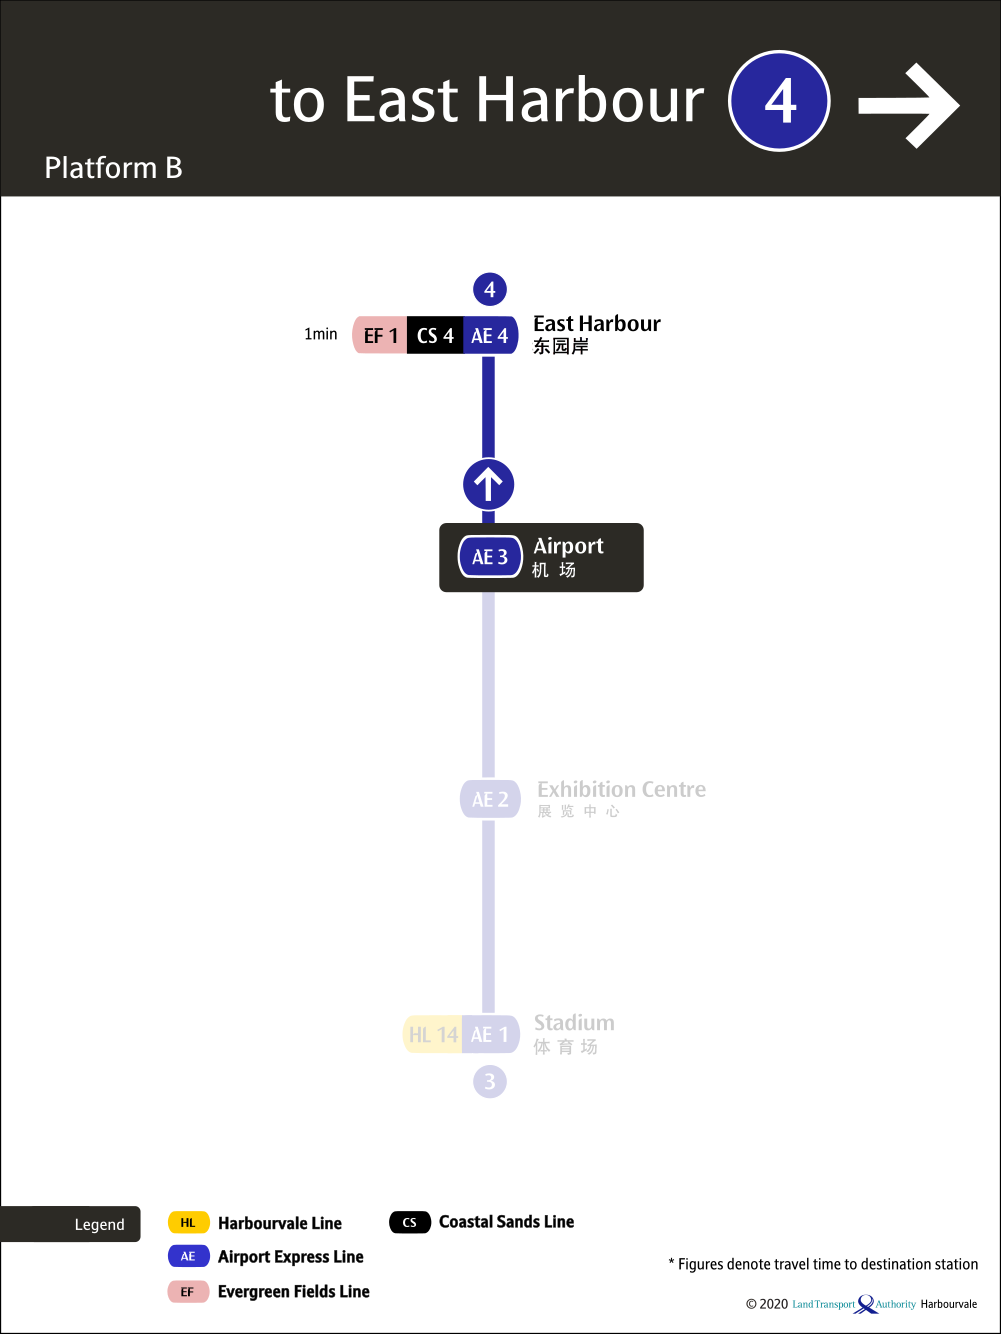 to East Harbour 4
Platform B
4
1min EF 1 CS 4 AE 4 East Harbour
东园岸
AE 3 Airport
机 场
AE 2 Exhibition Centre
展 览 中 心
HL 14 AE 1 Stadium
体 育 场
3
Legend
HL Harbourvale Line
AE Airport Express Line
EF Evergreen Fields Line
CS Coastal Sands Line
* Figures denote travel time to destination station
© 2020 Land Transport Authority Harbourvale